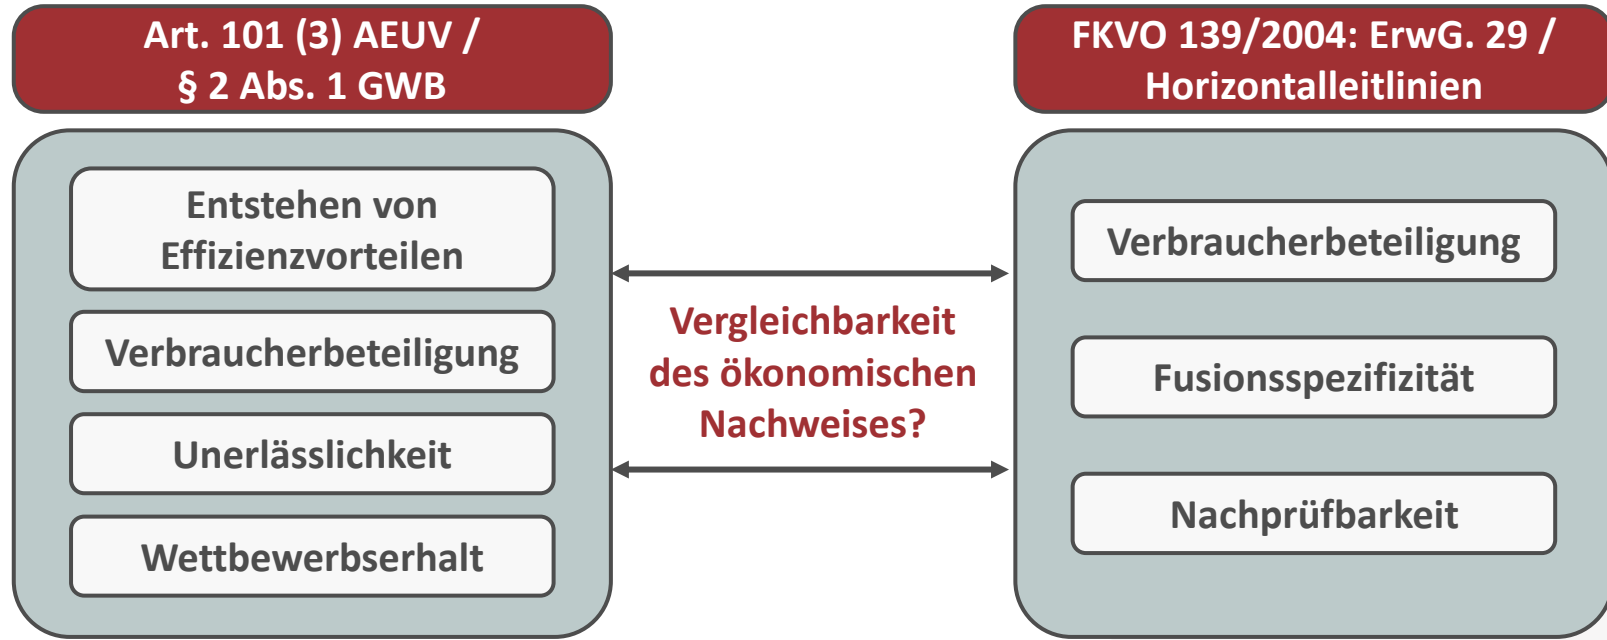 Art. 101 (3) AEUV /
§ 2 Abs. 1 GWB
Entstehen von
Effizienzvorteilen
Verbraucherbeteiligung
Unerlässlichkeit
Wettbewerbserhalt
Vergleichbarkeit
des ökonomischen
Nachweises?
FKVO 139/2004: ErwG. 29 /
Horizontalleitlinien
Verbraucherbeteiligung
Fusionsspezifizität
Nachprüfbarkeit